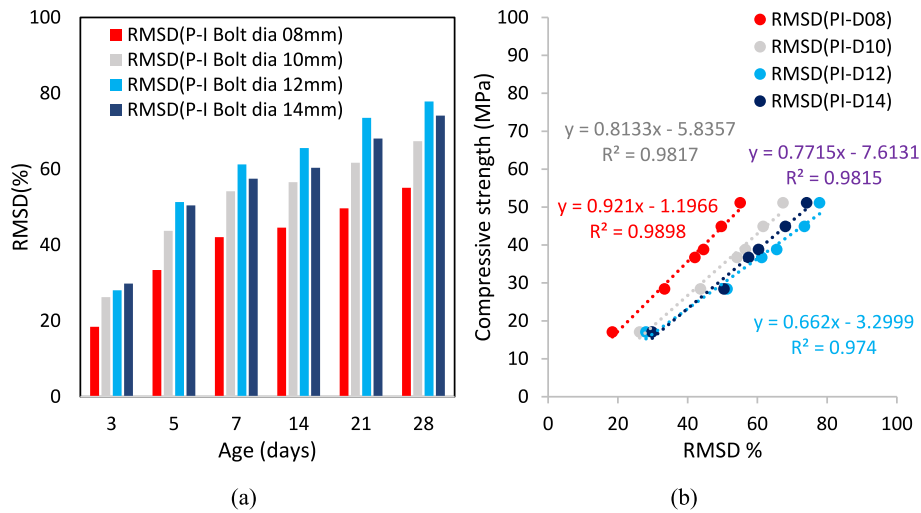 RMSD(%)
100
80
60
40
20
0
RMSD(P-I Bolt dia 08mm)
RMSD(P-I Bolt dia 10mm)
RMSD(P-I Bolt dia 12mm)
RMSD(P-I Bolt dia 14mm)
3 5 7 14 21 28
Age (days)
(a)
Compressive strength (MPa)
100
90
80
70
60
50
40
30
20
10
0
RMSD(PI-D08)
RMSD(PI-D10)
RMSD(PI-D12)
RMSD(PI-D14)
y = 0.8133x - 5.8357
R² = 0.9817
y = 0.7715x - 7.6131
R² = 0.9815
y = 0.921x - 1.1966
R² = 0.9898
y = 0.662x - 3.2999
R² = 0.974
0 20 40 60 80 100
RMSD %
(b)